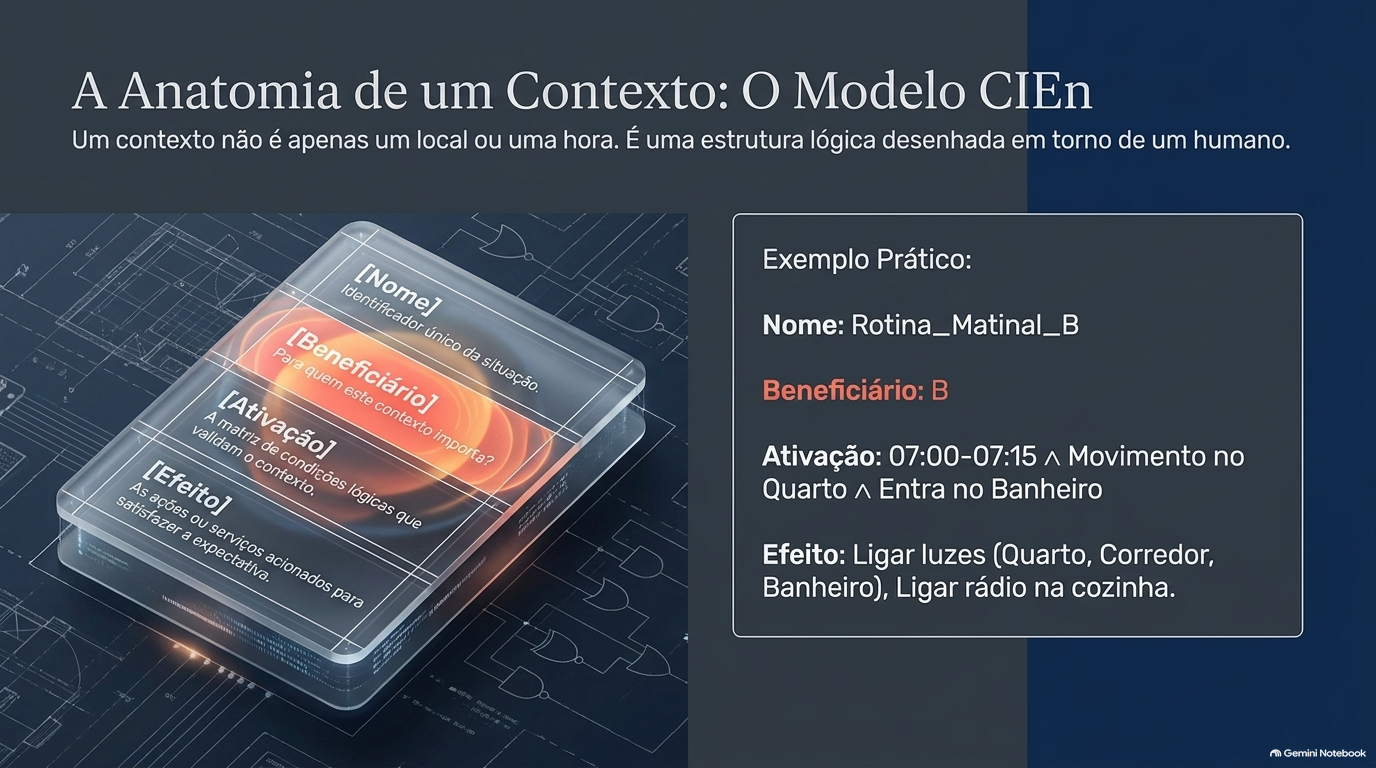 A Anatomia de um Contexto: O Modelo CIEn
Um contexto não é apenas um local ou uma hora. É uma estrutura lógica desenhada em torno de um humano.
[Nome]
Identificador único da situação.
[Beneficiário]
Para quem este contexto importa?
[Ativação]
A matriz de condições lógicas que
validam o contexto.
[Efeito]
As ações ou serviços acionados para
satisfazer a expectativa.
Exemplo Prático:
Nome: Rotina_Matinal_B
Beneficiário: B
Ativação: 07:00-07:15 ∧ Movimento no
Quarto ∧ Entra no Banheiro
Efeito: Ligar luzes (Quarto, Corredor,
Banheiro), Ligar rádio na cozinha.
Gemini Notebook